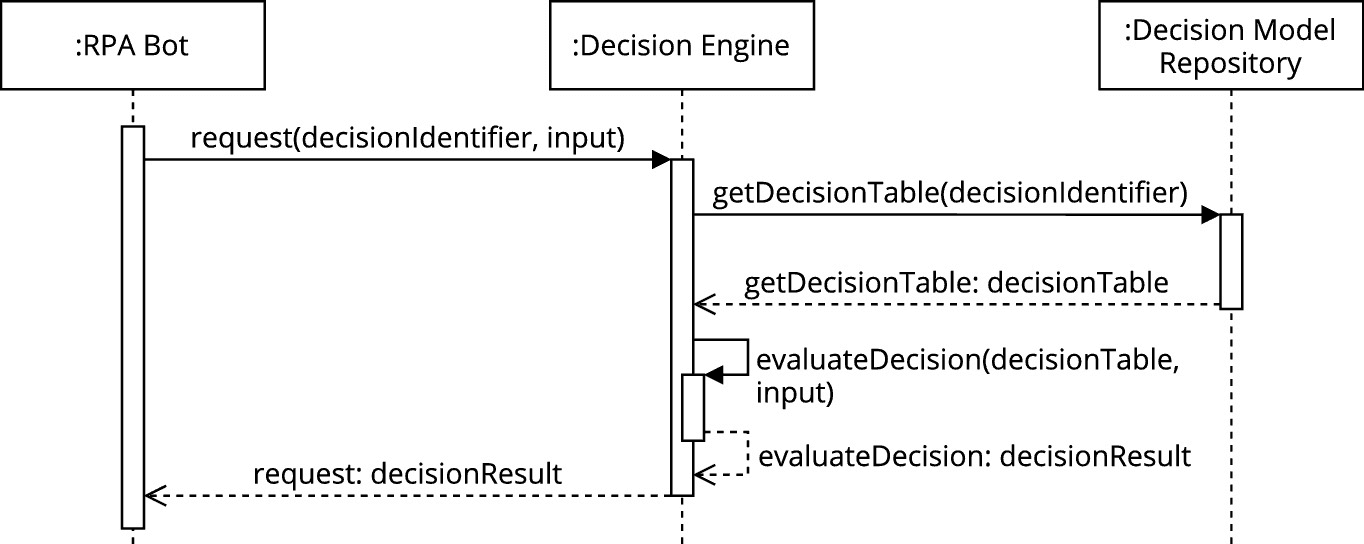 :RPA Bot
:Decision Engine
:Decision Model
Repository
request(decisionIdentifier, input)
getDecisionTable(decisionIdentifier)
getDecisionTable: decisionTable
evaluateDecision(decisionTable,
input)
evaluateDecision: decisionResult
request: decisionResult